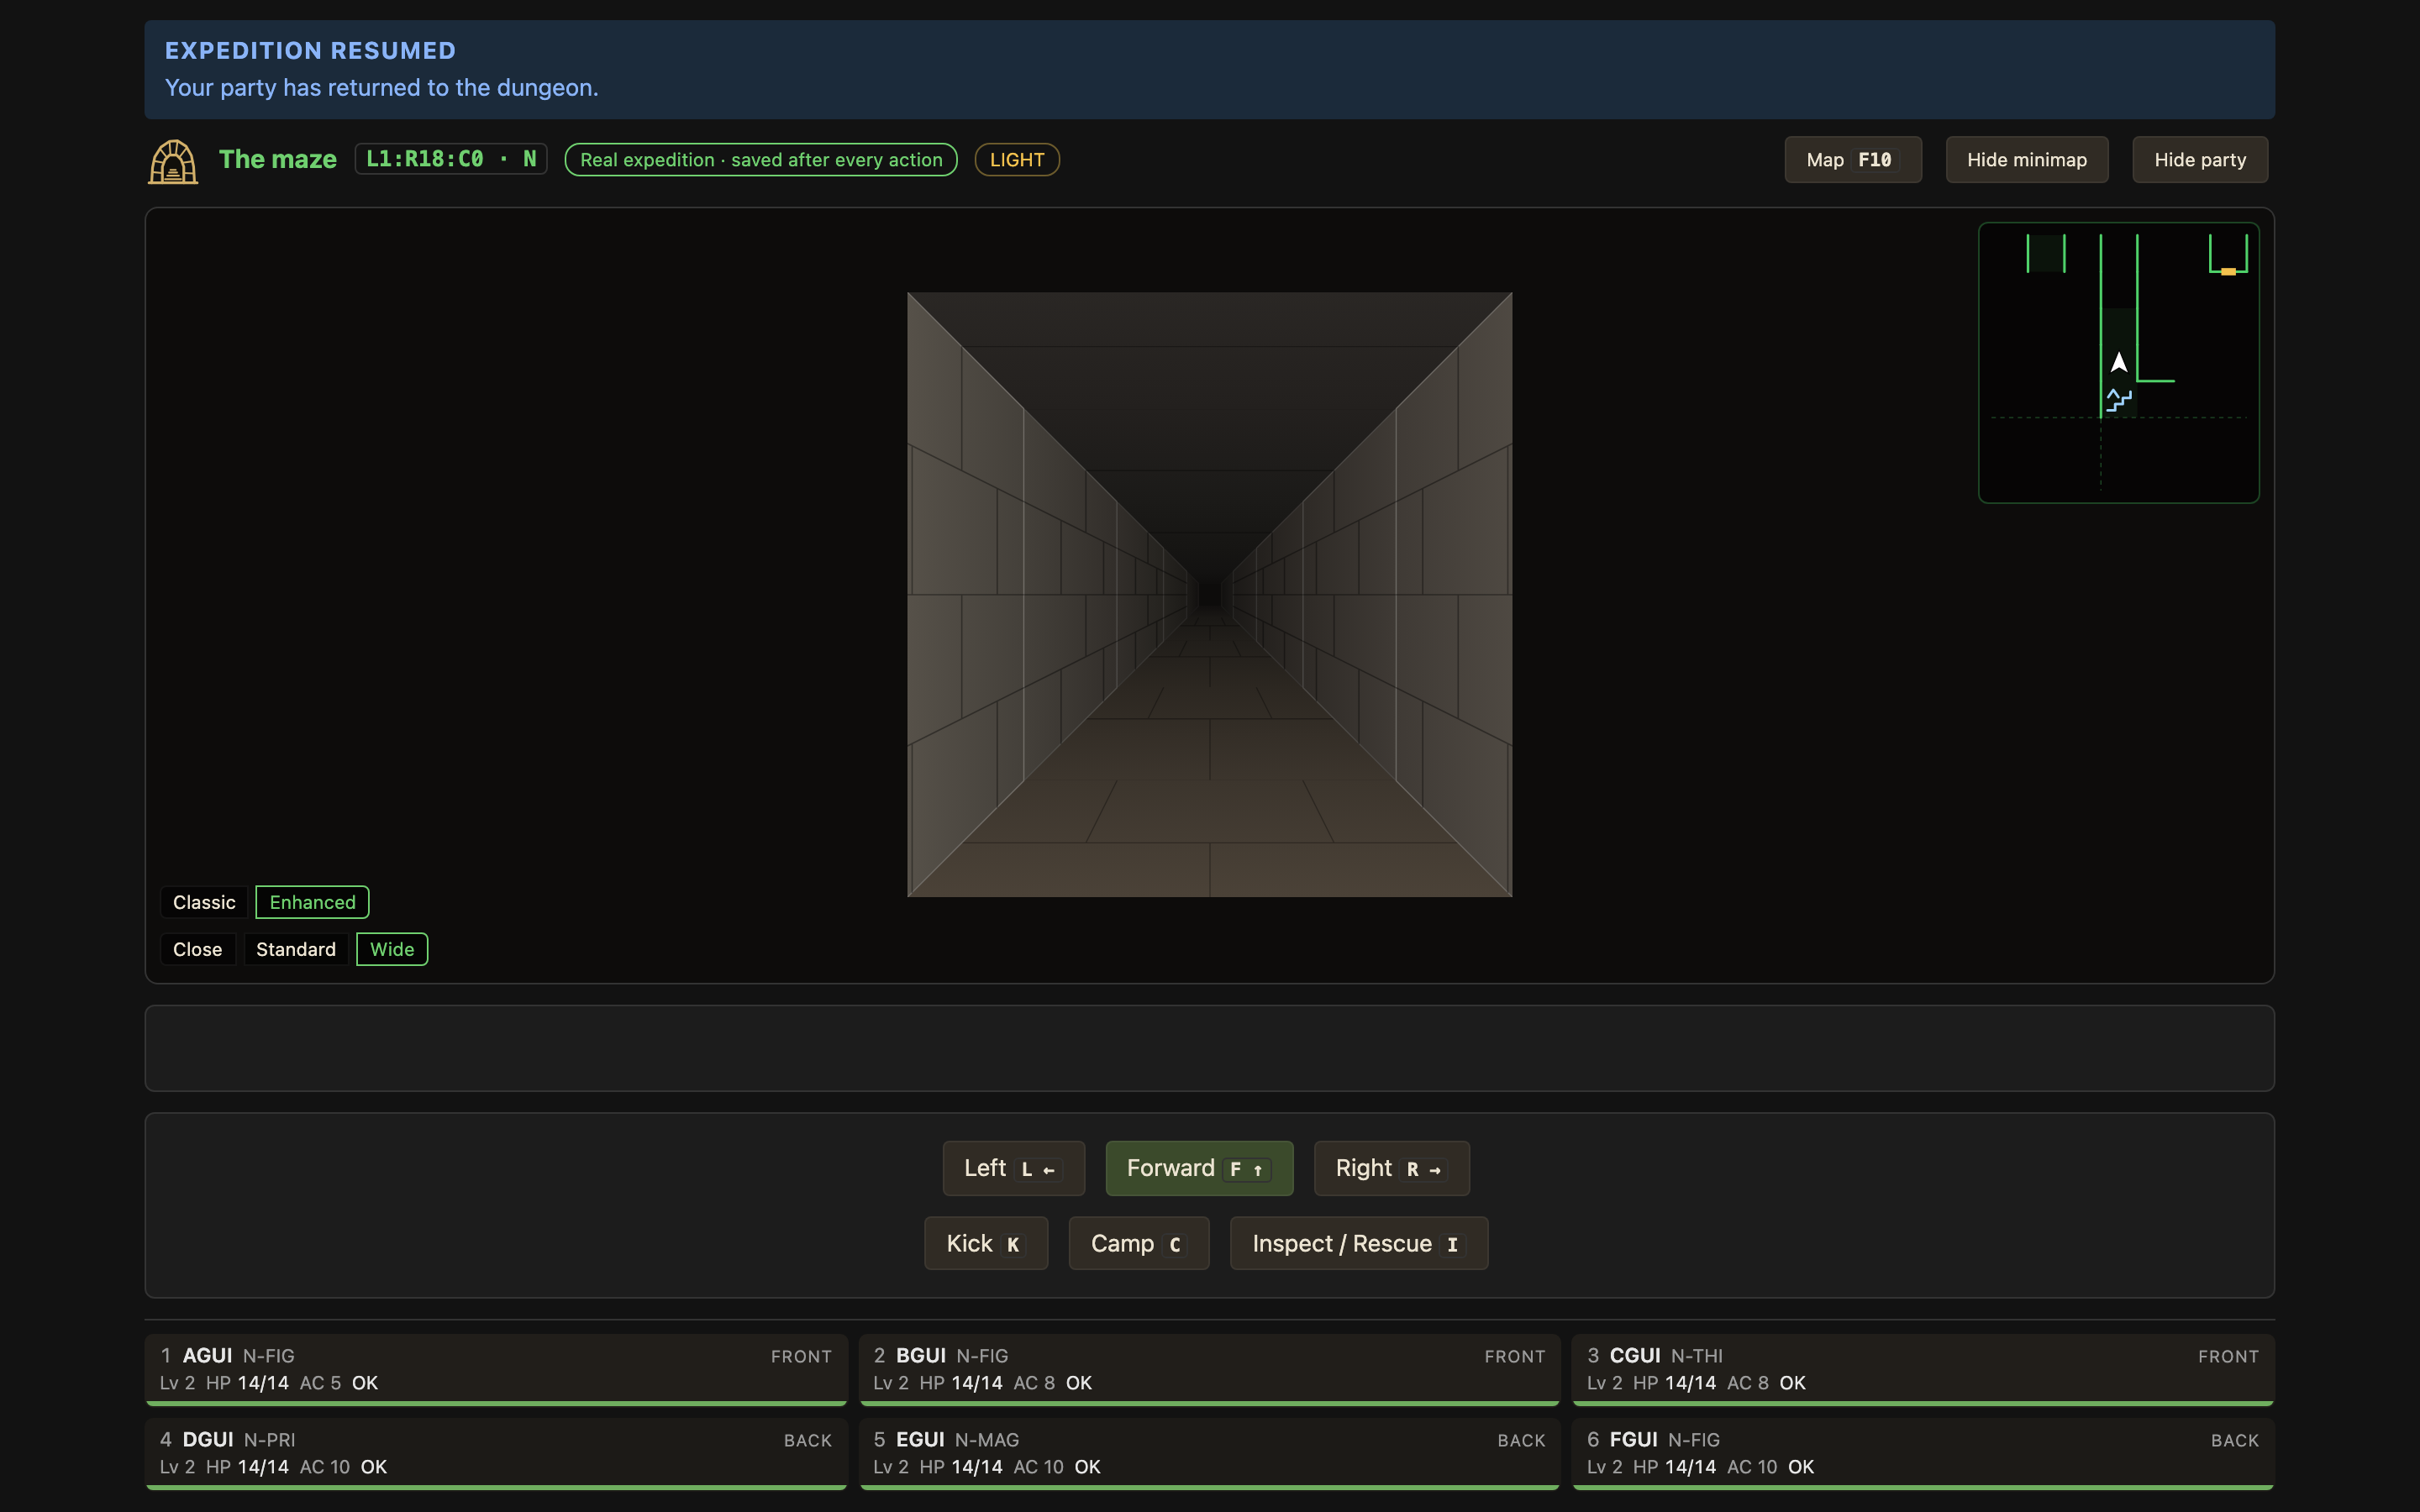 EXPEDITION RESUMED
Your party has returned to the dungeon.
The maze L1:R18:C0 · N Real expedition · saved after every action LIGHT Map F10 Hide minimap Hide party
Classic Enhanced
Close Standard Wide
Left L ← Forward F ↑ Right R →
Kick K Camp C Inspect / Rescue I
1 AGUI N-FIG FRONT
Lv 2 HP 14/14 AC 5 OK
2 BGUI N-FIG FRONT
Lv 2 HP 14/14 AC 8 OK
3 CGUI N-THI FRONT
Lv 2 HP 14/14 AC 8 OK
4 DGUI N-PRI BACK
Lv 2 HP 14/14 AC 10 OK
5 EGUI N-MAG BACK
Lv 2 HP 14/14 AC 10 OK
6 FGUI N-FIG BACK
Lv 2 HP 14/14 AC 10 OK